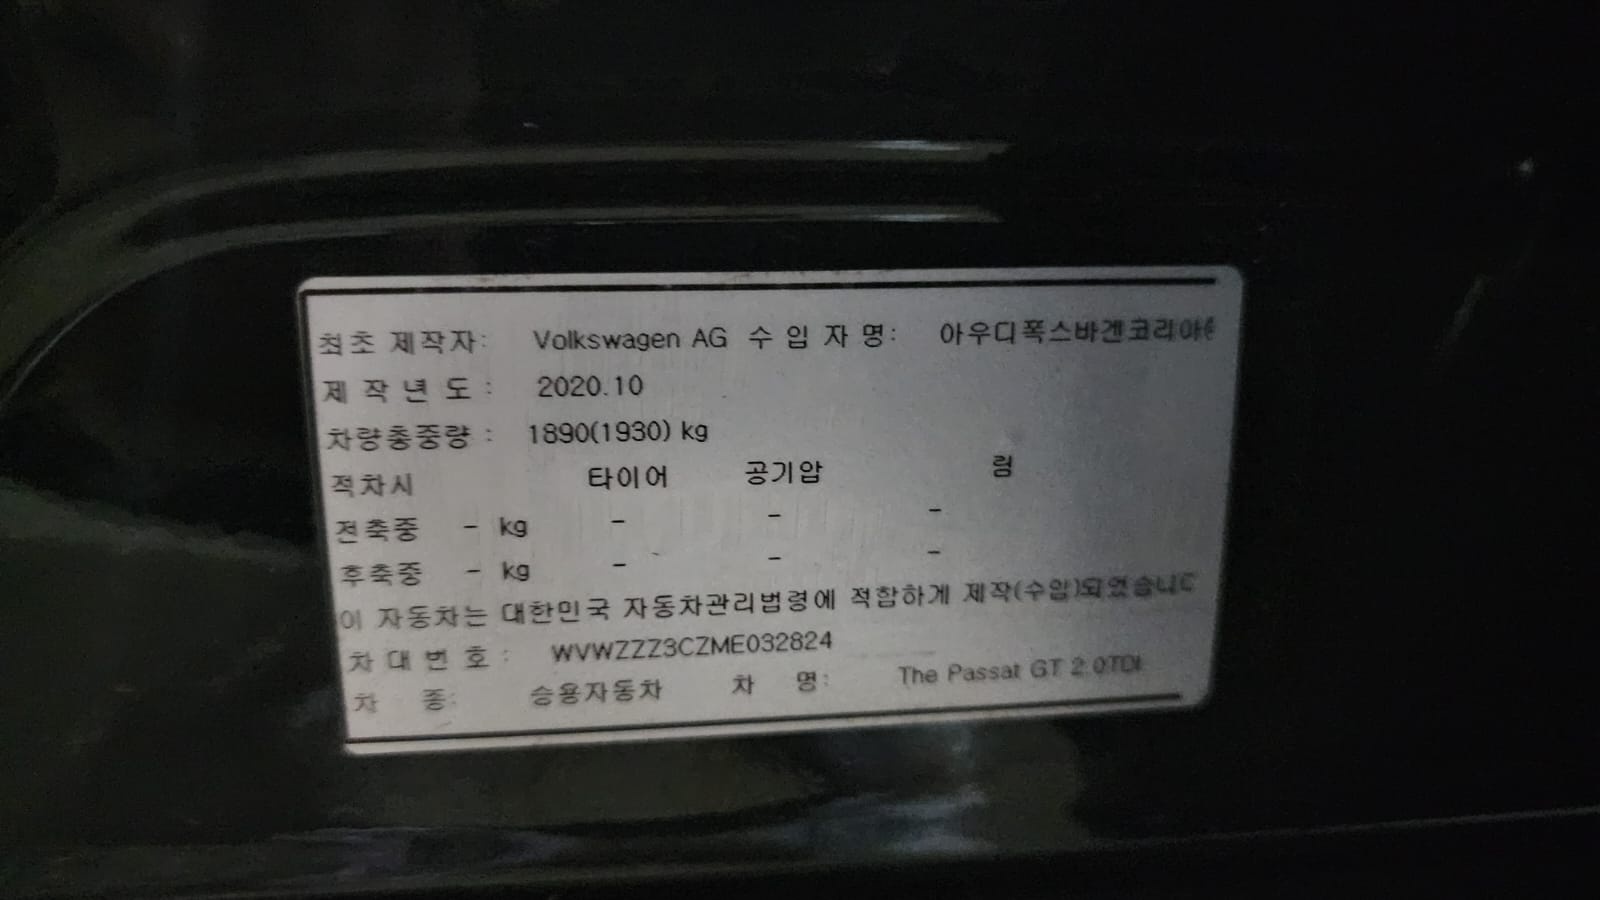 최초 제작자: Volkswagen AG 수 입 자 명: 아우디폭스바겐코리아
제 작 년 도 : 2020.10
차량총중량 : 1890(1930) kg
적차시 타이어 공기압 림
전축중 - kg - - -
후축중 - kg - - -
이 자동차는 대한민국 자동차관리법령에 적합하게 제작(수입)되었습니다
차 대 번 호 : WVWZZZ3CZME032824
차 종: 승용자동차 차 명: The Passat GT 2.0TDI